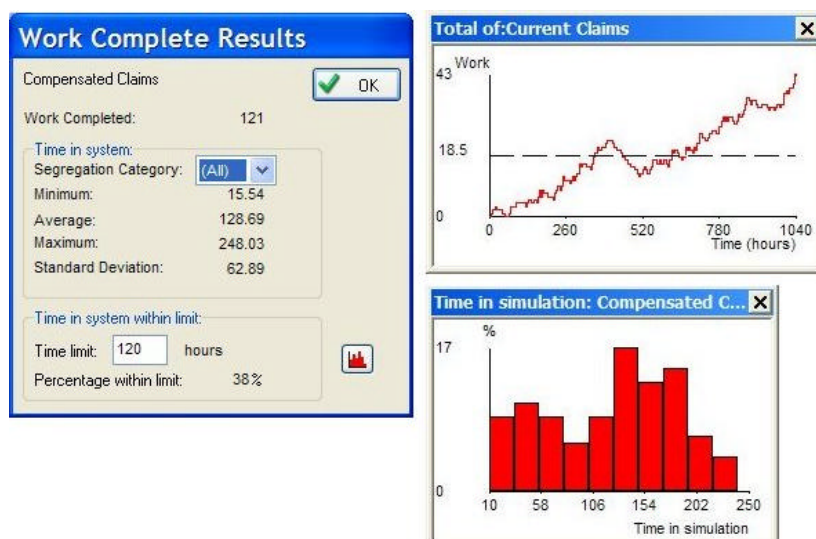 Work Complete Results
Compensated Claims
OK
Work Completed: 121
Time in system:
Segregation Category: (All)
Minimum: 15.54
Average: 128.69
Maximum: 248.03
Standard Deviation: 62.89
Time in system within limit:
Time limit: 120 hours
Percentage within limit: 38%
Total of:Current Claims
43 Work
18.5
0
0 260 520 780 1040
Time (hours)
Time in simulation: Compensated C...
%
17
0
10 58 106 154 202 250
Time in simulation